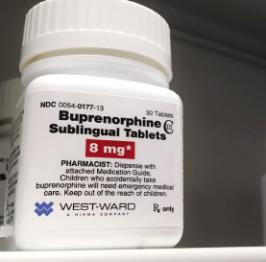 NDC 0054-0177-13 30 Tablets
Buprenorphine CIII
Sublingual Tablets
8 mg*
PHARMACIST: Dispense with
attached Medication Guide.
Children who accidentally take
buprenorphine will need emergency medical
care. Keep out of the reach of children.
WEST-WARD
A HIKMA COMPANY
Rx only